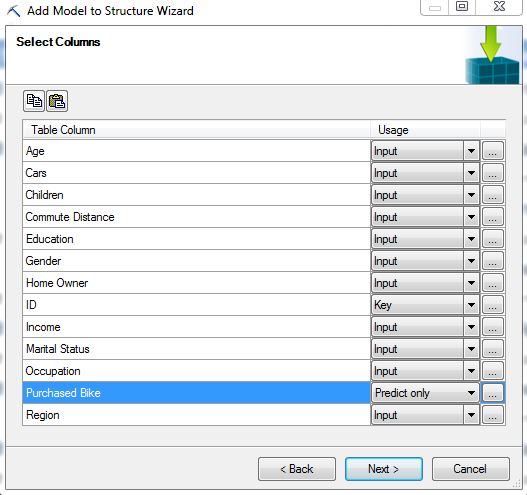 Add Model to Structure Wizard
Select Columns
Table Column Usage
Age Input ...
Cars Input ...
Children Input ...
Commute Distance Input ...
Education Input ...
Gender Input ...
Home Owner Input ...
ID Key ...
Income Input ...
Marital Status Input ...
Occupation Input ...
Purchased Bike Predict only ...
Region Input ...
< Back Next > Cancel